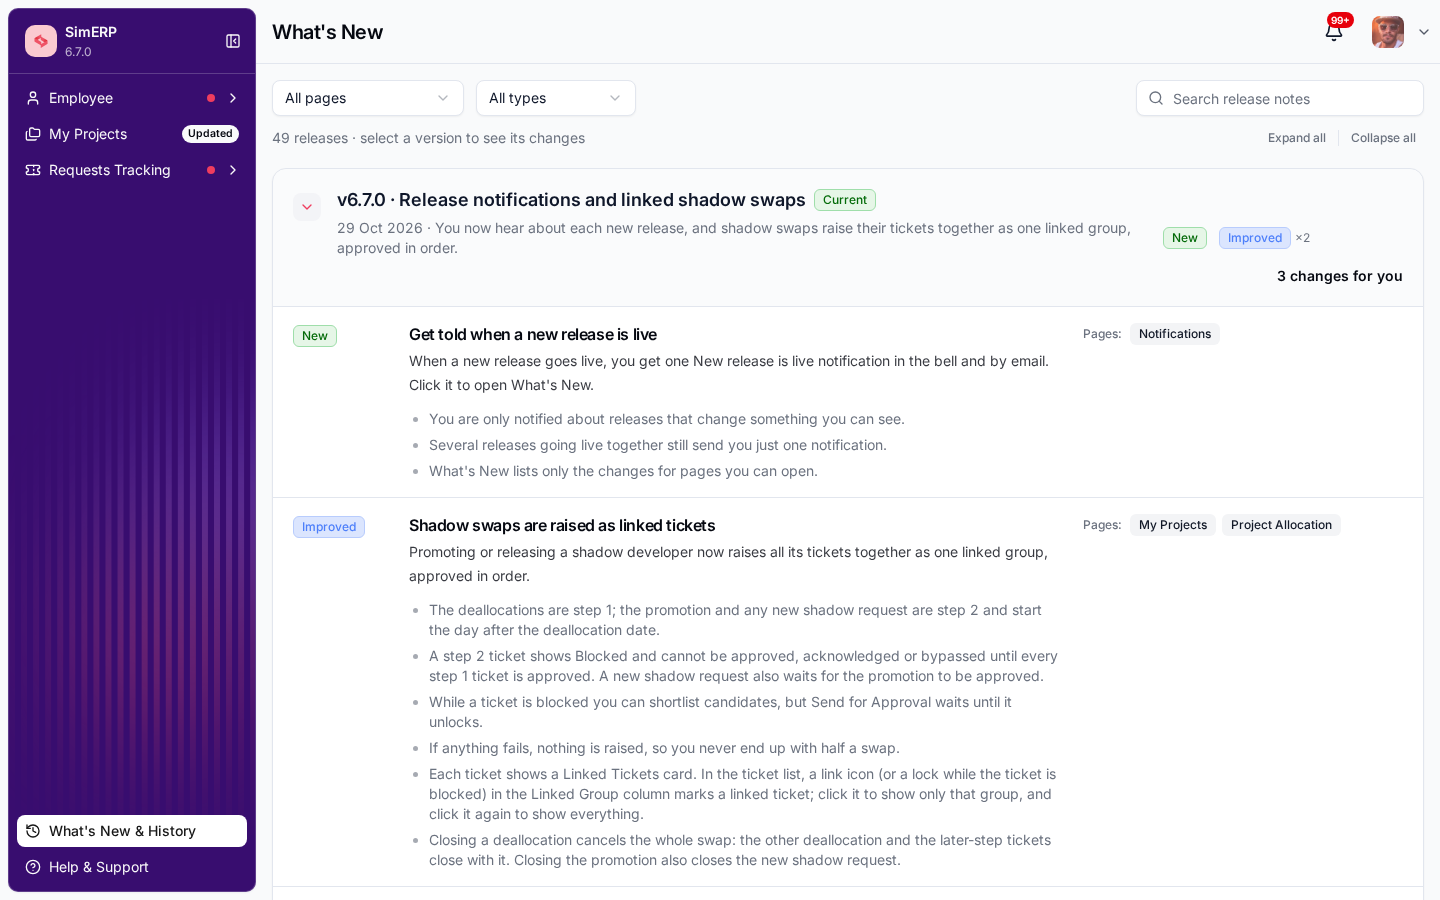 SimERP
6.7.0
Employee
My Projects
Updated
Requests Tracking
What's New & History
Help & Support
What's New
99+
All pages
All types
Search release notes
49 releases · select a version to see its changes
Expand all
Collapse all
v6.7.0 · Release notifications and linked shadow swaps
Current
29 Oct 2026 · You now hear about each new release, and shadow swaps raise their tickets together as one linked group,
approved in order.
New
Improved
×2
3 changes for you
New
Get told when a new release is live
When a new release goes live, you get one New release is live notification in the bell and by email.
Click it to open What's New.
You are only notified about releases that change something you can see.
Several releases going live together still send you just one notification.
What's New lists only the changes for pages you can open.
Pages:
Notifications
Improved
Shadow swaps are raised as linked tickets
Promoting or releasing a shadow developer now raises all its tickets together as one linked group,
approved in order.
The deallocations are step 1; the promotion and any new shadow request are step 2 and start
the day after the deallocation date.
A step 2 ticket shows Blocked and cannot be approved, acknowledged or bypassed until every
step 1 ticket is approved. A new shadow request also waits for the promotion to be approved.
While a ticket is blocked you can shortlist candidates, but Send for Approval waits until it
unlocks.
If anything fails, nothing is raised, so you never end up with half a swap.
Each ticket shows a Linked Tickets card. In the ticket list, a link icon (or a lock while the ticket is
blocked) in the Linked Group column marks a linked ticket; click it to show only that group, and
click it again to show everything.
Closing a deallocation cancels the whole swap: the other deallocation and the later-step tickets
close with it. Closing the promotion also closes the new shadow request.
Pages:
My Projects
Project Allocation